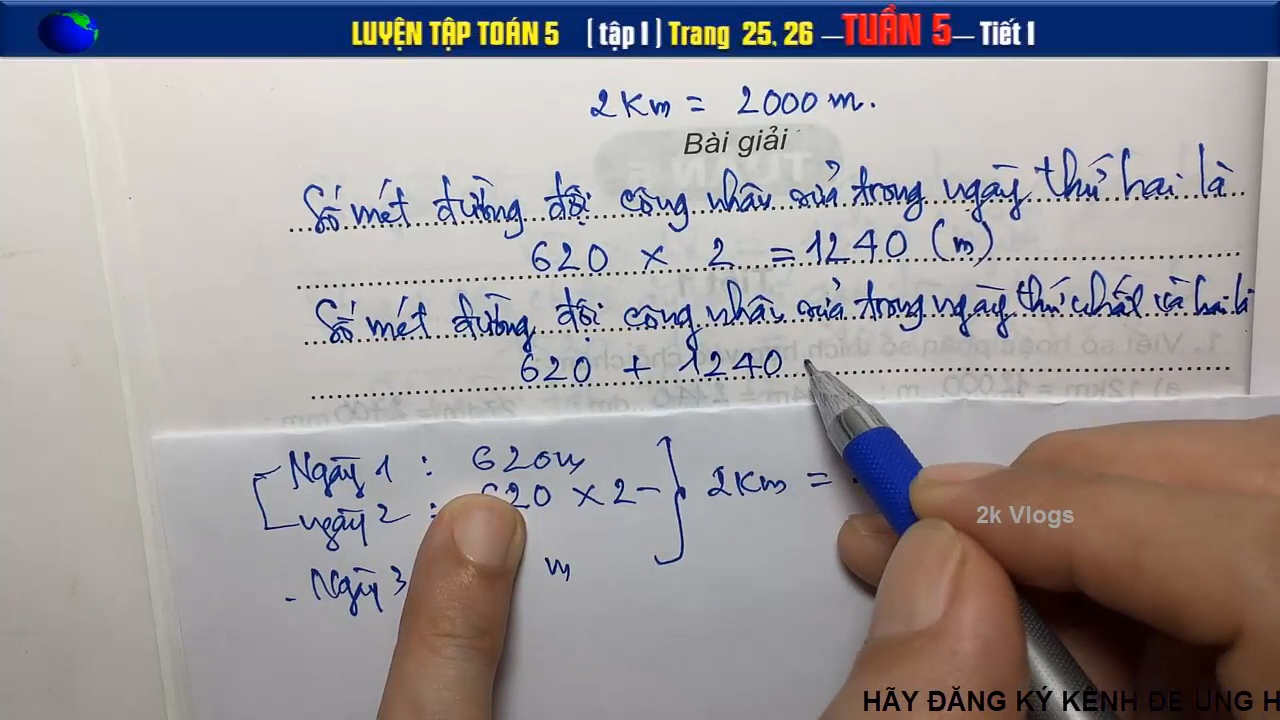 LUYỆN TẬP TOÁN 5 ( tập 1 ) Trang 25, 26 – TUẦN 5 – Tiết 1
2Km = 2000 m.
Bài giải
Số mét đường đội công nhân sửa trong ngày thứ hai là
620 × 2 = 1240 (m)
Số mét đường đội công nhân sửa trong ngày thứ nhất và hai là
620 + 1240
Ngày 1 : 620m
2Km =
ngày 2 : 620 × 2
- Ngày 3 m
2k Vlogs
HÃY ĐĂNG KÝ KÊNH ĐỂ ỦNG H